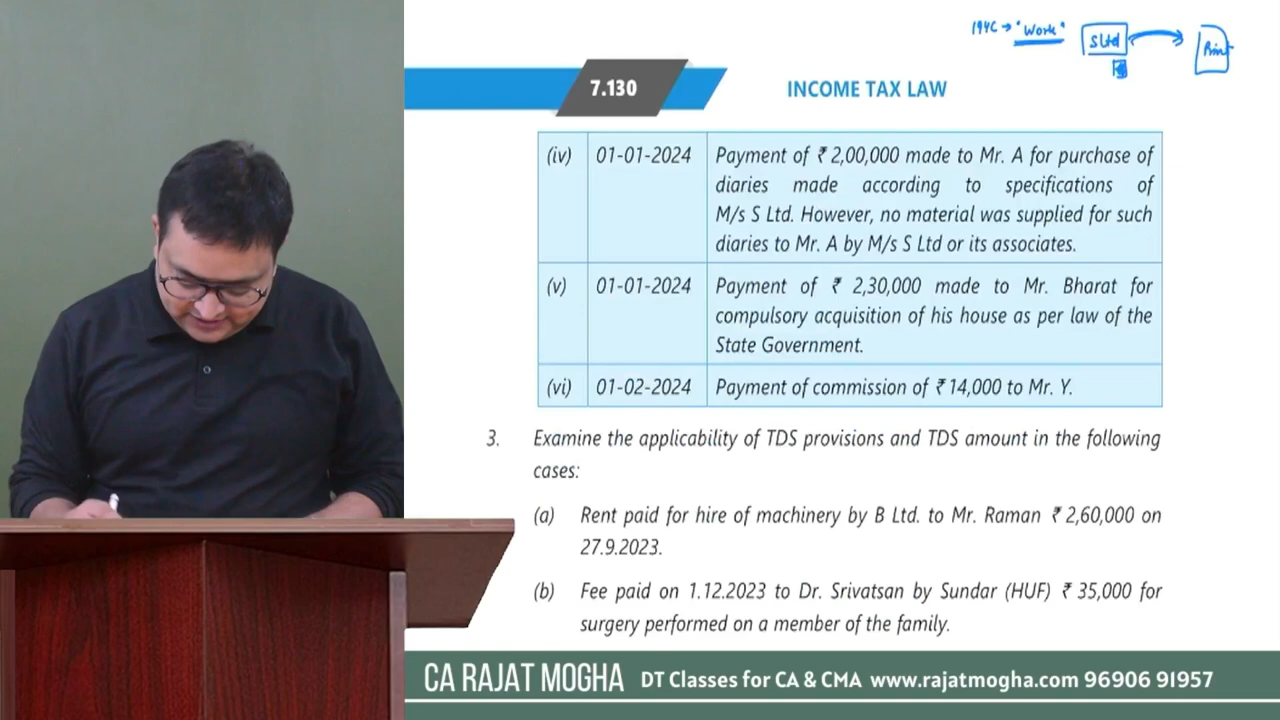 194C → "Work" S Ltd
7.130 INCOME TAX LAW
(iv) 01-01-2024 Payment of ₹ 2,00,000 made to Mr. A for purchase of
diaries made according to specifications of
M/s S Ltd. However, no material was supplied for such
diaries to Mr. A by M/s S Ltd or its associates.
(v) 01-01-2024 Payment of ₹ 2,30,000 made to Mr. Bharat for
compulsory acquisition of his house as per law of the
State Government.
(vi) 01-02-2024 Payment of commission of ₹ 14,000 to Mr. Y.
3. Examine the applicability of TDS provisions and TDS amount in the following
cases:
(a) Rent paid for hire of machinery by B Ltd. to Mr. Raman ₹ 2,60,000 on
27.9.2023.
(b) Fee paid on 1.12.2023 to Dr. Srivatsan by Sundar (HUF) ₹ 35,000 for
surgery performed on a member of the family.
CA RAJAT MOGHA DT Classes for CA & CMA www.rajatmogha.com 96906 91957